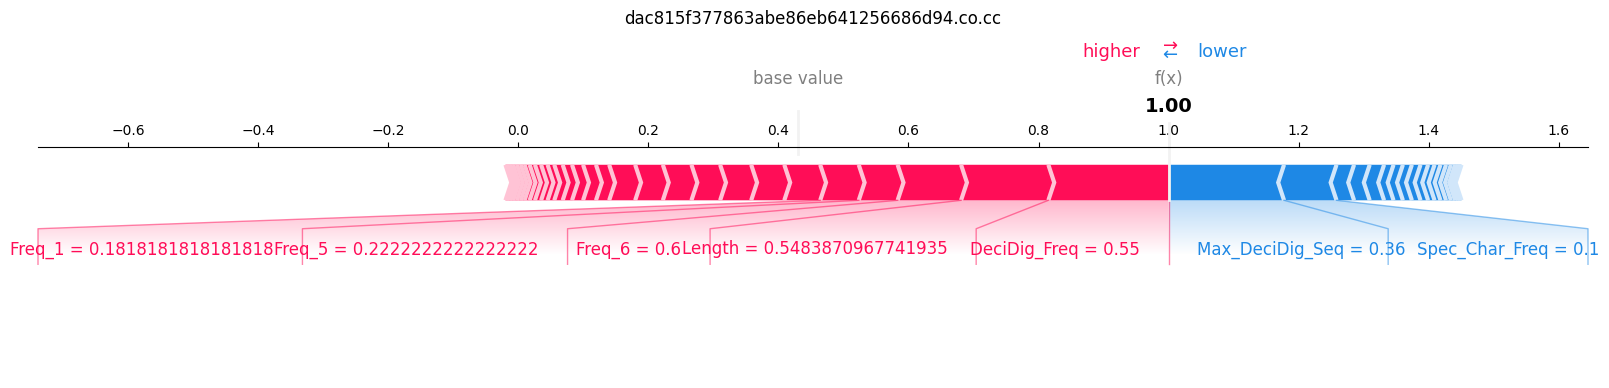 dac815f377863abe86eb641256686d94.co.cc
higher ⇄ lower
base value f(x)
1.00
−0.6 −0.4 −0.2 0.0 0.2 0.4 0.6 0.8 1.0 1.2 1.4 1.6
Freq_1 = 0.1818181818181818 Freq_5 = 0.2222222222222222 Freq_6 = 0.6 Length = 0.5483870967741935 DeciDig_Freq = 0.55 Max_DeciDig_Seq = 0.36 Spec_Char_Freq = 0.1